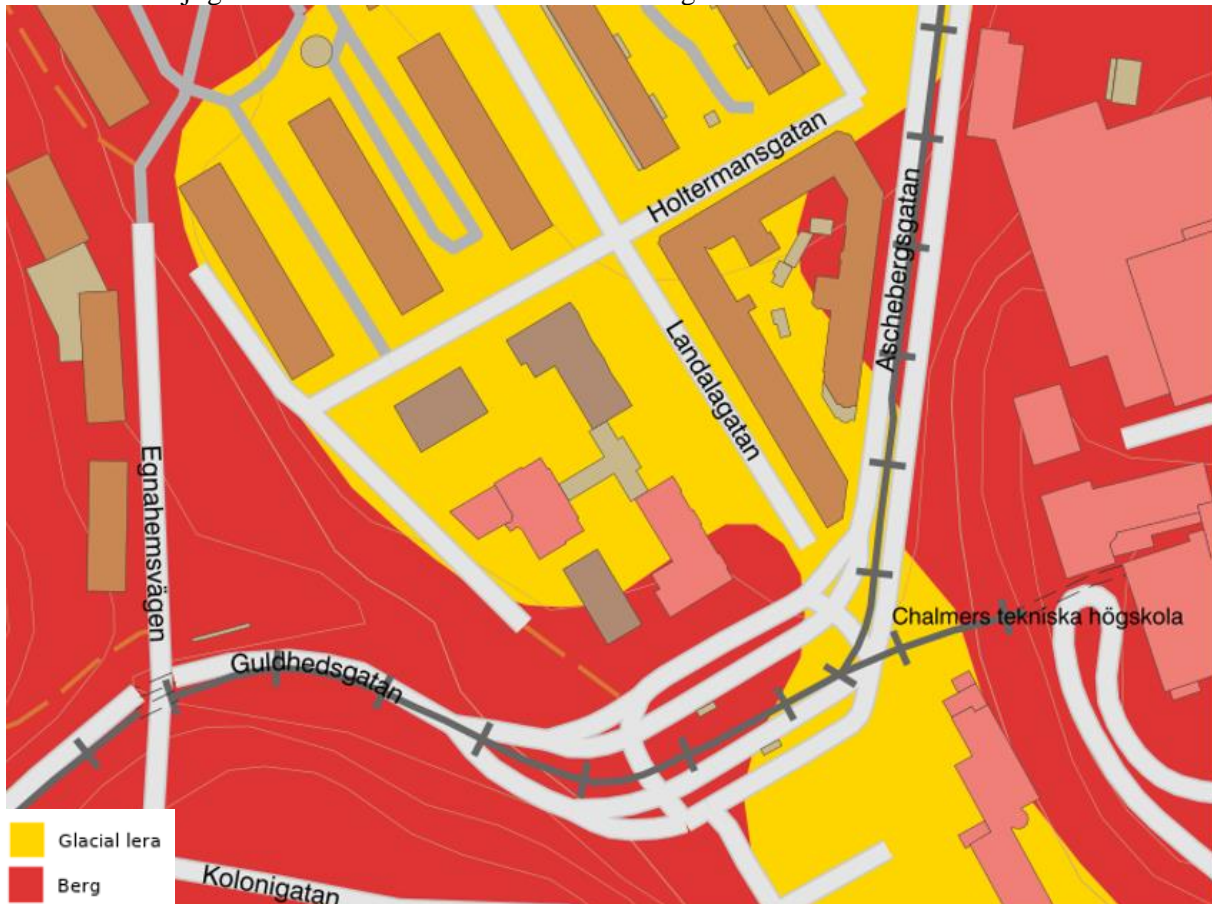 Holtermansgatan
Aschebergsgatan
Landalagatan
Egnahemsvägen
Chalmers tekniska högskola
Guldhedsgatan
Glacial lera
Berg
Kolonigatan